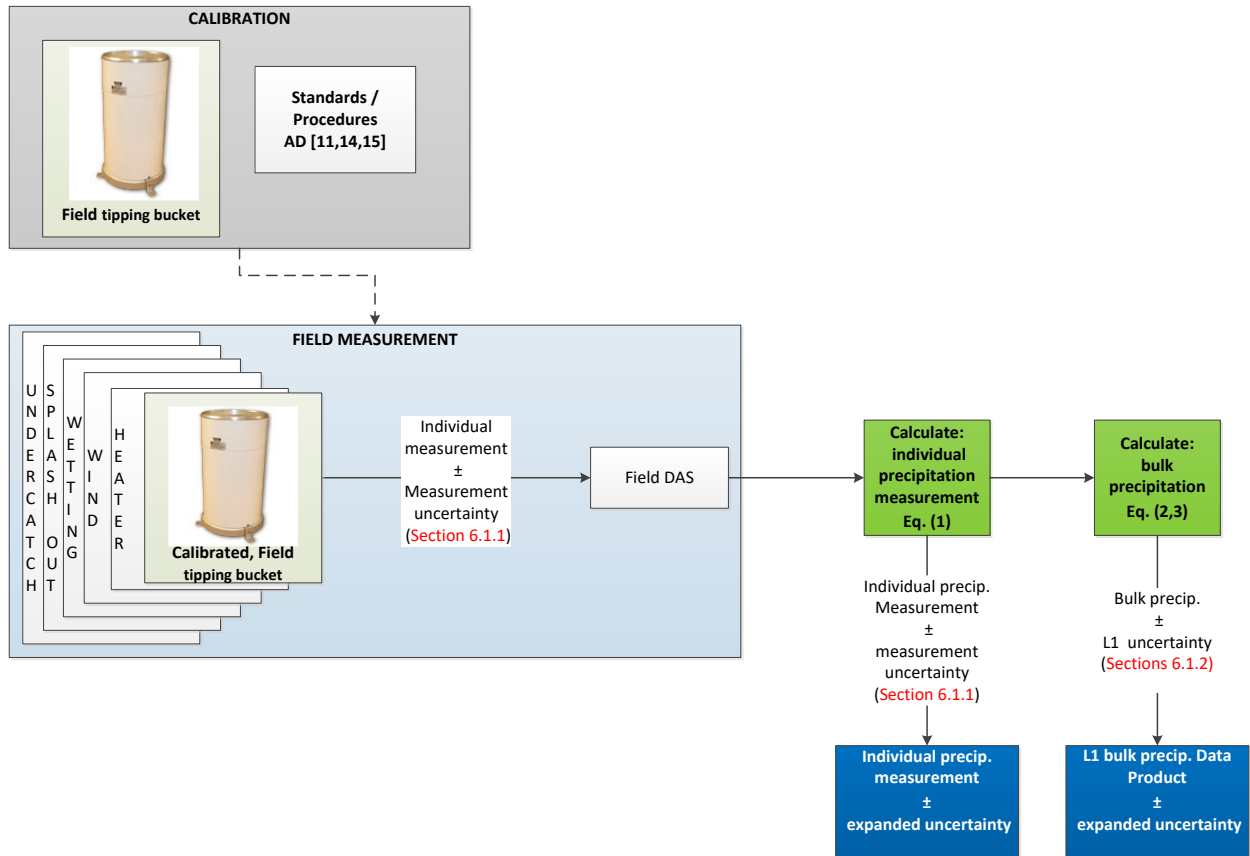 CALIBRATION
Field tipping bucket
Standards /
Procedures
AD [11,14,15]
FIELD MEASUREMENT
UNDERCATCH
SPLASH OUT
WETTING
WIND
HEATER
Calibrated, Field
tipping bucket
Individual
measurement
±
Measurement
uncertainty
(Section 6.1.1)
Field DAS
Calculate:
individual
precipitation
measurement
Eq. (1)
Calculate:
bulk
precipitation
Eq. (2,3)
Individual precip.
Measurement
±
measurement
uncertainty
(Section 6.1.1)
Bulk precip.
±
L1 uncertainty
(Sections 6.1.2)
Individual precip.
measurement
±
expanded uncertainty
L1 bulk precip. Data
Product
±
expanded uncertainty